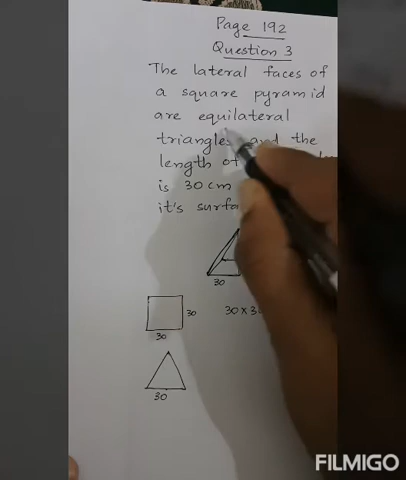 Page 192
Question 3
The lateral faces of
a square pyramid
are equilateral
triangles and the
length of
is 30 cm
it's
30
30
30 × 3
30
30
FILMIGO